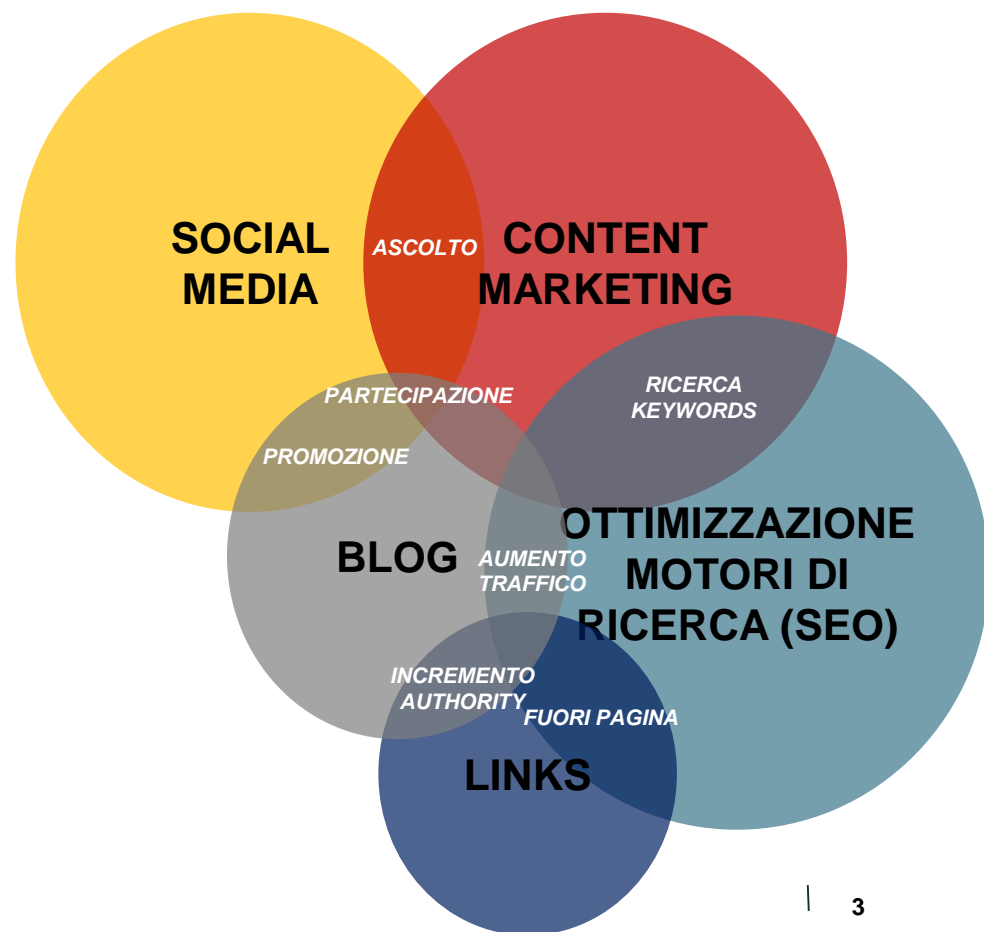 SOCIAL
MEDIA
ASCOLTO
CONTENT
MARKETING
PARTECIPAZIONE
RICERCA
KEYWORDS
PROMOZIONE
BLOG
AUMENTO
TRAFFICO
OTTIMIZZAZIONE
MOTORI DI
RICERCA (SEO)
INCREMENTO
AUTHORITY
FUORI PAGINA
LINKS
3